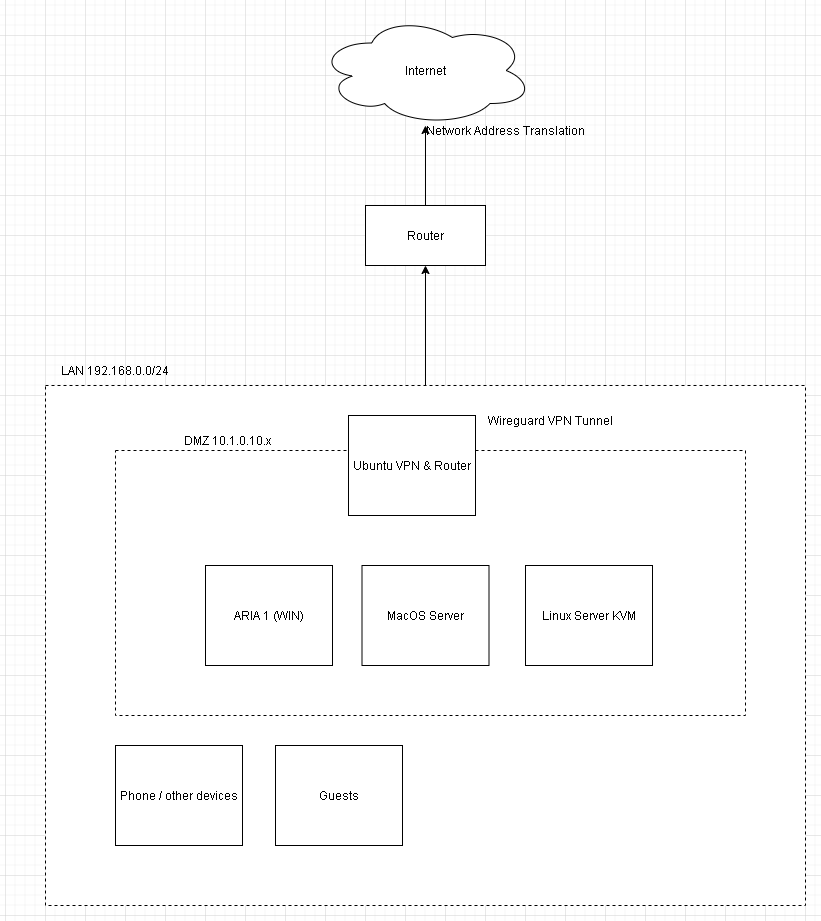 Internet
Network Address Translation
Router
LAN 192.168.0.0/24
Wireguard VPN Tunnel
DMZ 10.1.0.10.x
Ubuntu VPN & Router
ARIA 1 (WIN)
MacOS Server
Linux Server KVM
Phone / other devices
Guests